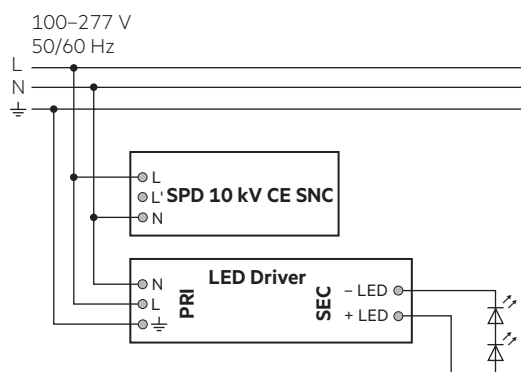 100–277 V
50/60 Hz
L
N
L
L'
SPD 10 kV CE SNC
N
LED Driver
N
L
PRI
SEC
– LED
+ LED